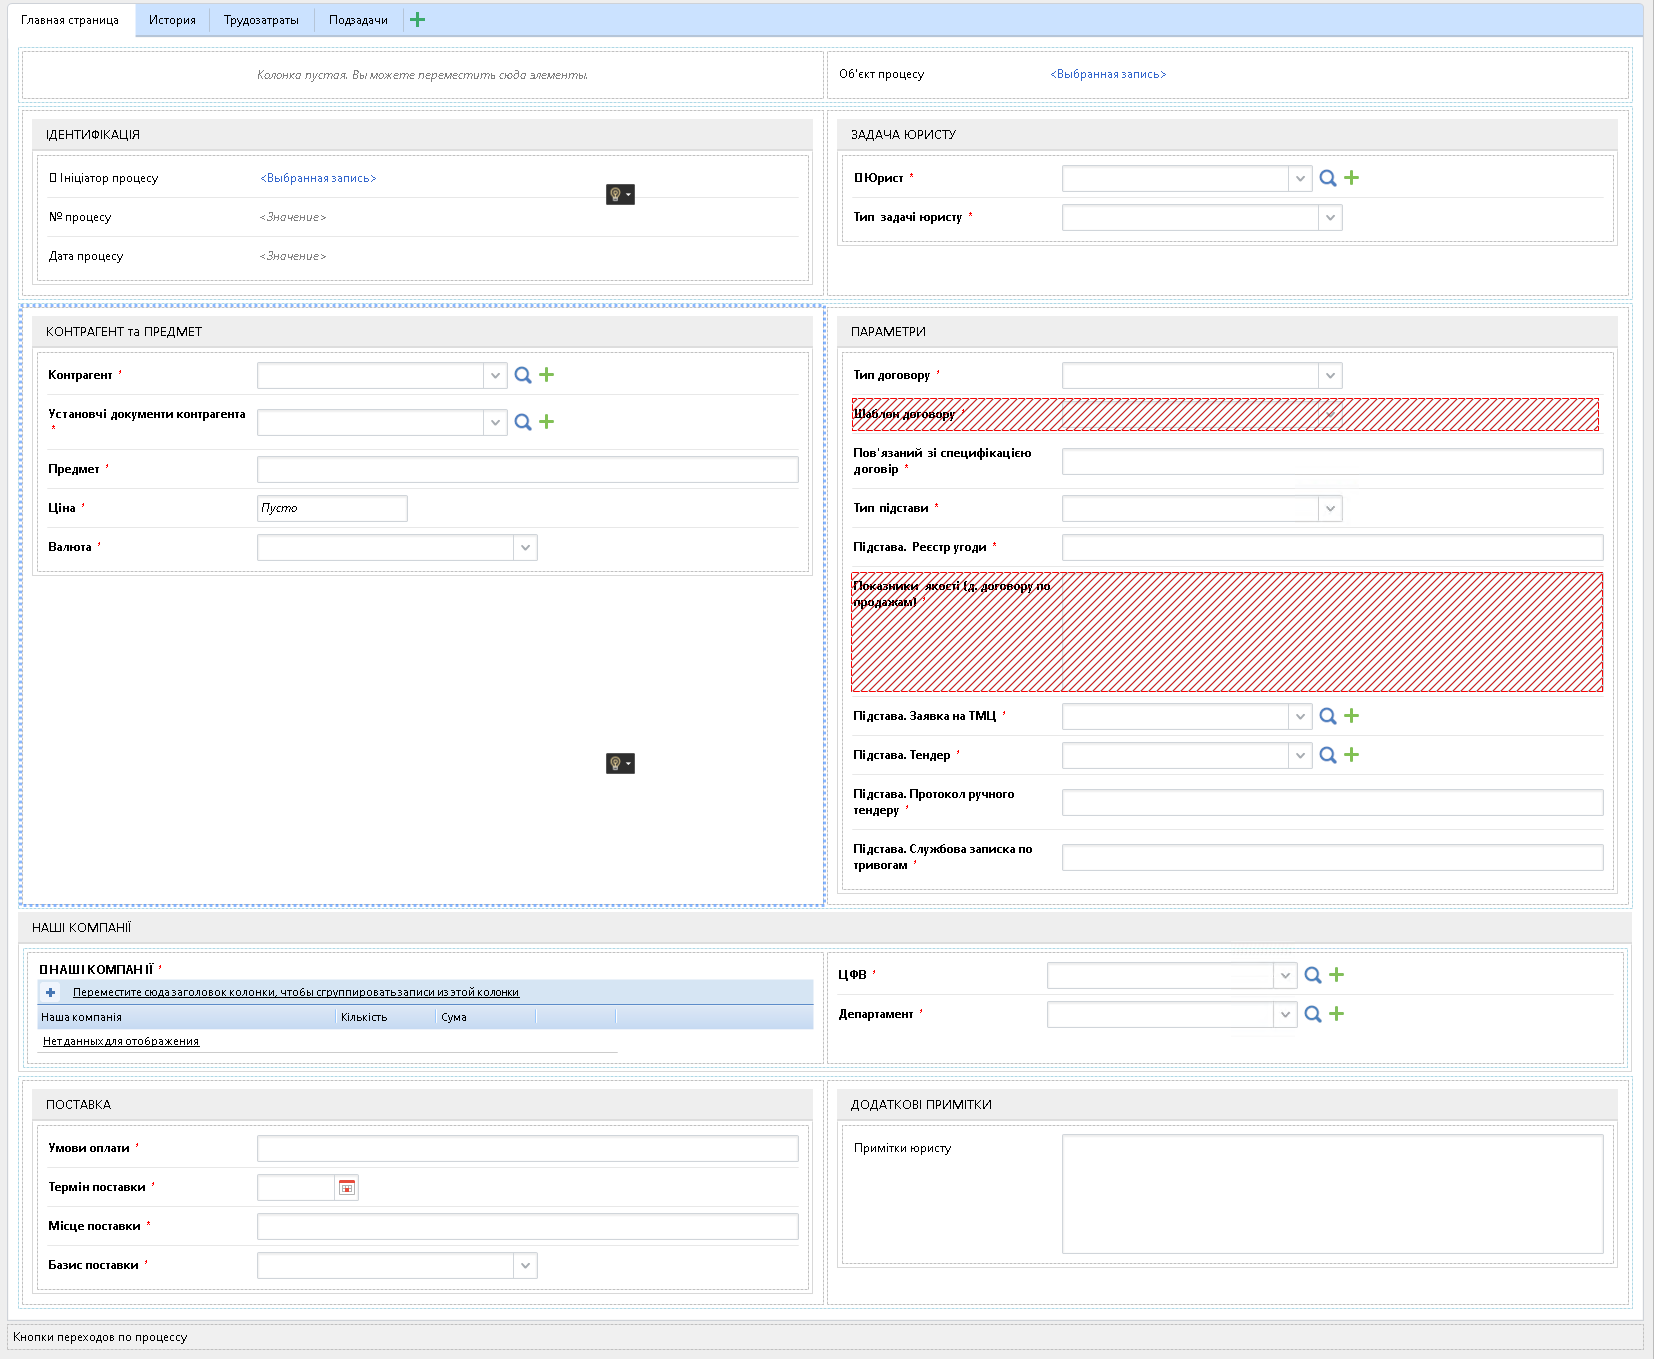 Главная страница
История
Трудозатраты
Подзадачи
Колонка пустая. Вы можете переместить сюда элементы.
Об'єкт процесу
<Выбранная запись>
ІДЕНТИФІКАЦІЯ
Ініціатор процесу
<Выбранная запись>
№ процесу
<Значение>
Дата процесу
<Значение>
ЗАДАЧА ЮРИСТУ
Юрист *
Тип задачі юристу *
КОНТРАГЕНТ та ПРЕДМЕТ
Контрагент *
Установчі документи контрагента
*
Предмет *
Ціна *
Пусто
Валюта *
ПАРАМЕТРИ
Тип договору *
Шаблон договору *
Пов'язаний зі специфікацією
договір *
Тип підстави *
Підстава. Реєстр угоди *
Показники якості (д. договору по
продажам) *
Підстава. Заявка на ТМЦ *
Підстава. Тендер *
Підстава. Протокол ручного
тендеру *
Підстава. Службова записка по
тривогам *
НАШІ КОМПАНІЇ
НАШІ КОМПАНІЇ *
Переместите сюда заголовок колонки, чтобы сгруппировать записи из этой колонки
Наша компанія
Кількість
Сума
Нет данных для отображения
ЦФВ *
Департамент *
ПОСТАВКА
Умови оплати *
Термін поставки *
Місце поставки *
Базис поставки *
ДОДАТКОВІ ПРИМІТКИ
Примітки юристу
Кнопки переходов по процессу